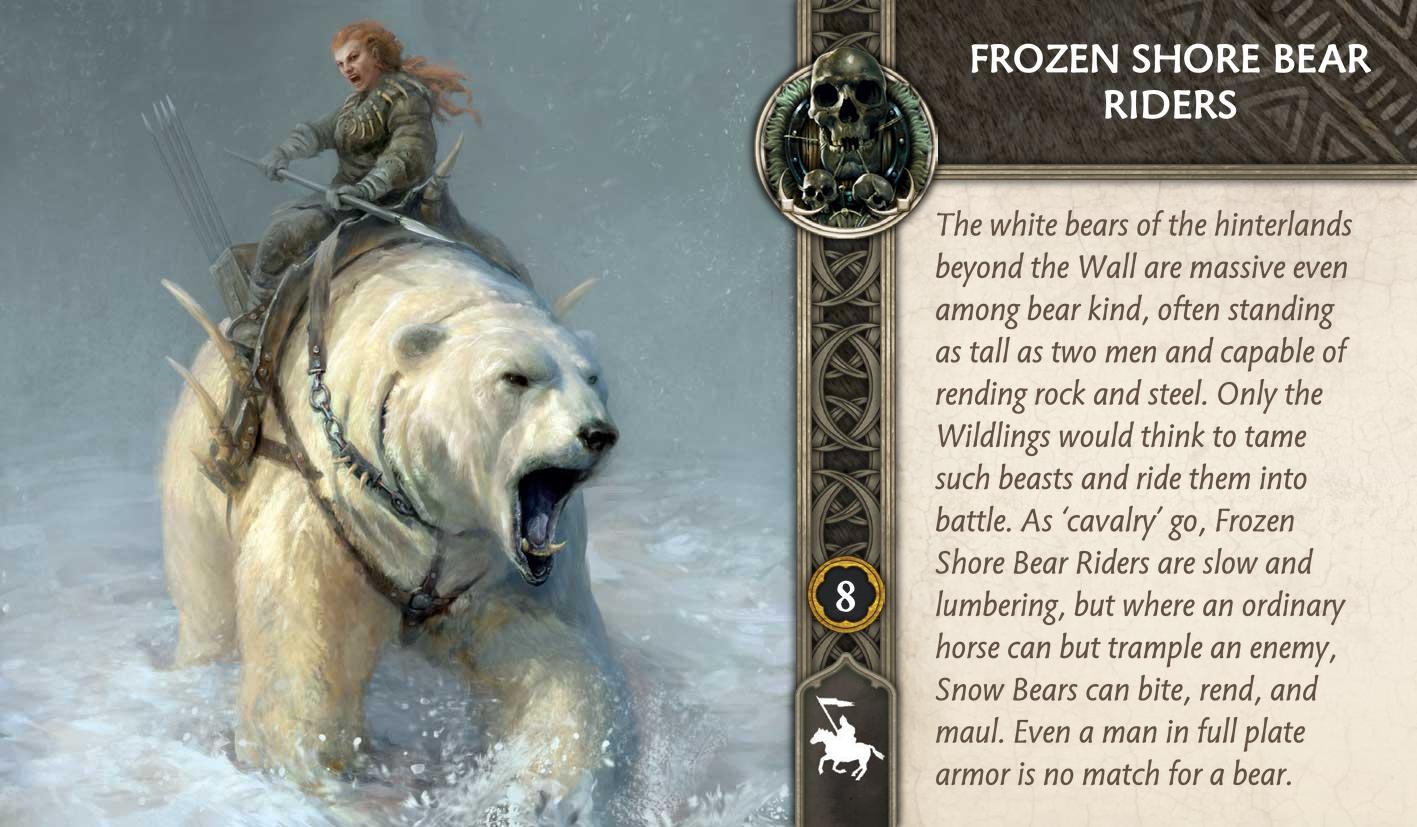 FROZEN SHORE BEAR
RIDERS
The white bears of the hinterlands
beyond the Wall are massive even
among bear kind, often standing
as tall as two men and capable of
rending rock and steel. Only the
Wildlings would think to tame
such beasts and ride them into
battle. As ‘cavalry’ go, Frozen
Shore Bear Riders are slow and
lumbering, but where an ordinary
horse can but trample an enemy,
Snow Bears can bite, rend, and
maul. Even a man in full plate
armor is no match for a bear.
8